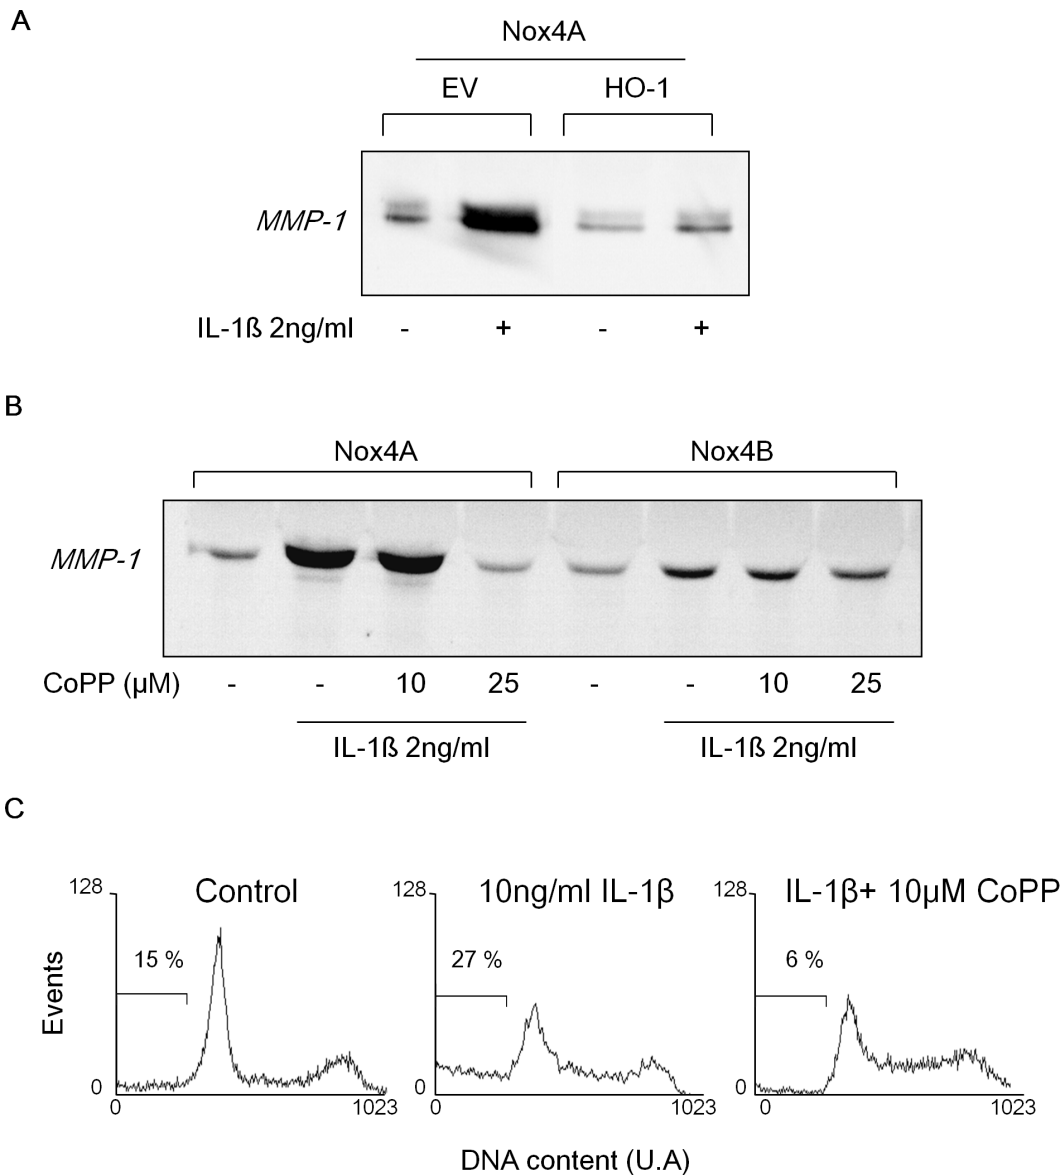 A
Nox4A
EV HO-1
MMP-1
IL-1ß 2ng/ml - + - +
B
Nox4A Nox4B
MMP-1
CoPP (µM) - - 10 25 - - 10 25
IL-1ß 2ng/ml IL-1ß 2ng/ml
C
128 Control 128 10ng/ml IL-1β 128 IL-1β+ 10µM CoPP
15 % 27 % 6 %
Events
0 0 0
0 1023 0 1023 0 1023
DNA content (U.A)